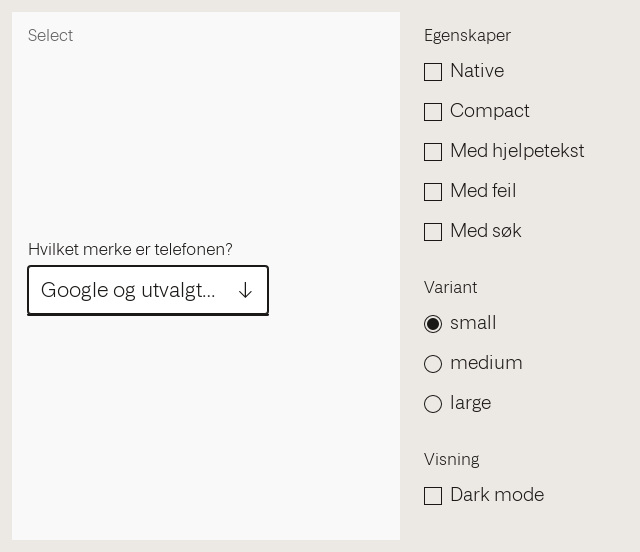 Select
Hvilket merke er telefonen?
Google og utvalgt...
Egenskaper
Native
Compact
Med hjelpetekst
Med feil
Med søk
Variant
small
medium
large
Visning
Dark mode